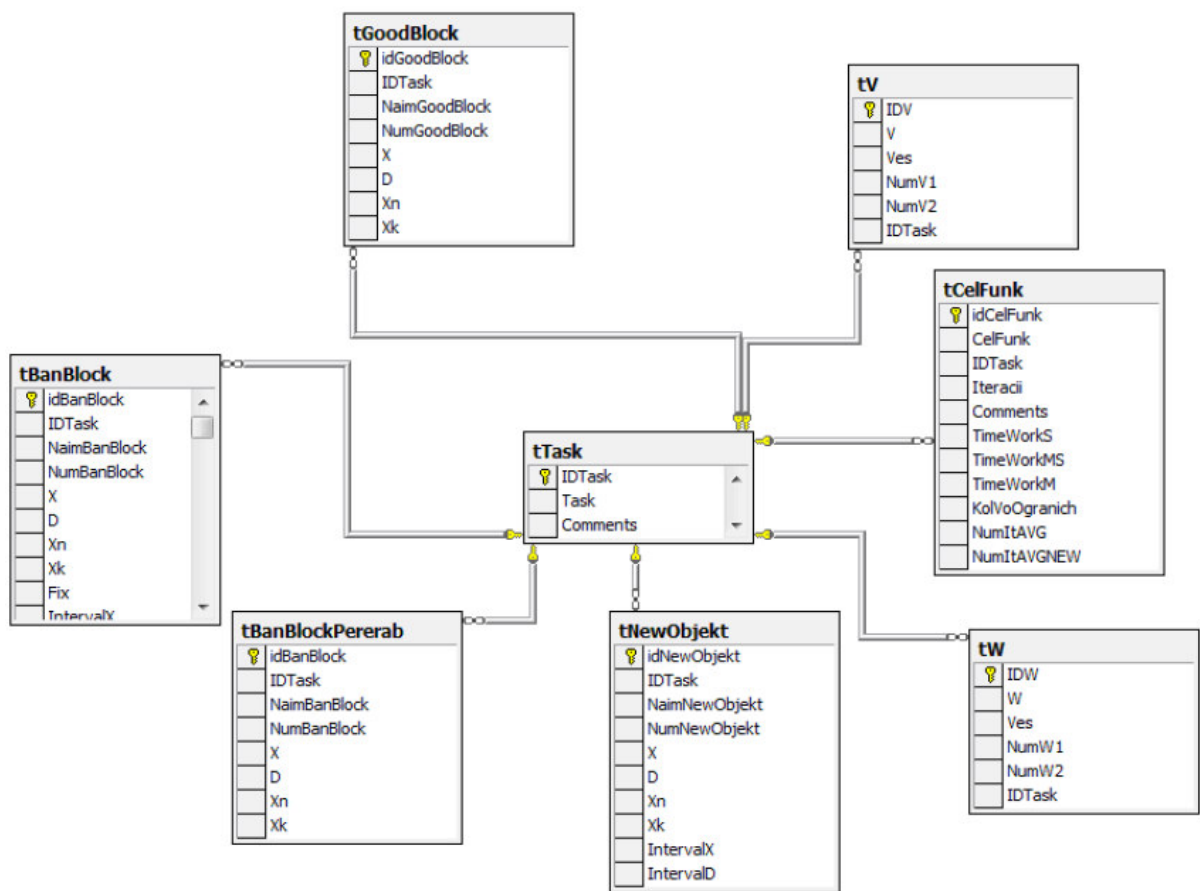 tGoodBlock
idGoodBlock
IDTask
NaimGoodBlock
NumGoodBlock
X
D
Xn
Xk
tV
IDV
V
Ves
NumV1
NumV2
IDTask
tCelFunk
idCelFunk
CelFunk
IDTask
Iteracii
Comments
TimeWorkS
TimeWorkMS
TimeWorkM
KolVoOgranich
NumItAVG
NumItAVGNEW
tBanBlock
idBanBlock
IDTask
NaimBanBlock
NumBanBlock
X
D
Xn
Xk
Fix
IntervalX
tTask
IDTask
Task
Comments
tBanBlockPererab
idBanBlock
IDTask
NaimBanBlock
NumBanBlock
X
D
Xn
Xk
tNewObjekt
idNewObjekt
IDTask
NaimNewObjekt
NumNewObjekt
X
D
Xn
Xk
IntervalX
IntervalD
tW
IDW
W
Ves
NumW1
NumW2
IDTask